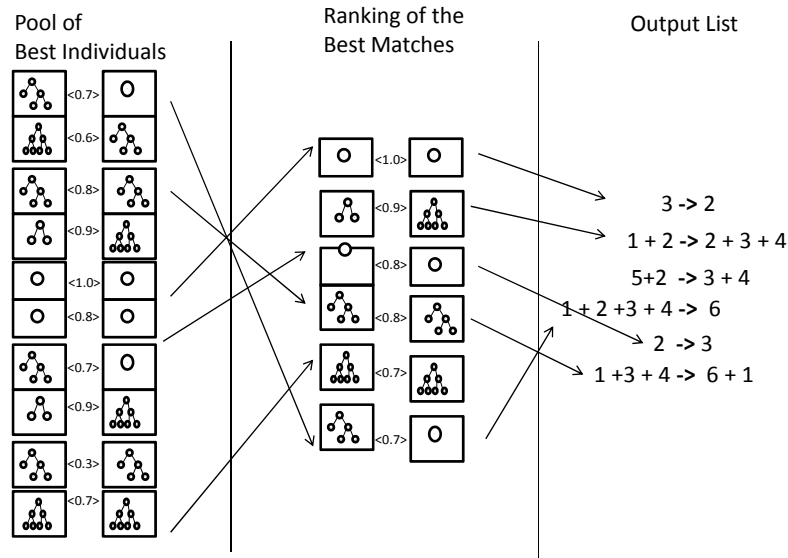 Pool of
Best Individuals
<0.7>
<0.6>
<0.8>
<0.9>
<1.0>
<0.8>
<0.7>
<0.9>
<0.3>
<0.7>
Ranking of the
Best Matches
<1.0>
<0.9>
<0.8>
<0.8>
<0.7>
<0.7>
Output List
3 -> 2
1 + 2 -> 2 + 3 + 4
5+2 -> 3 + 4
1 + 2 +3 + 4 -> 6
2 -> 3
1 +3 + 4 -> 6 + 1